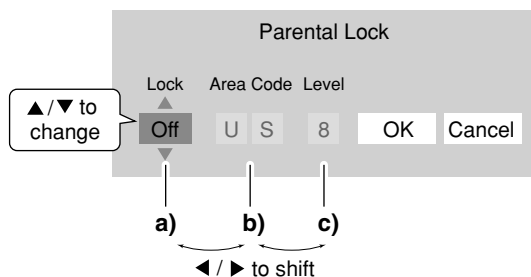 Parental Lock
Lock Area Code Level
▲/▼ to
change
Off U S 8 OK Cancel
a) b) c)
◀ / ▶ to shift